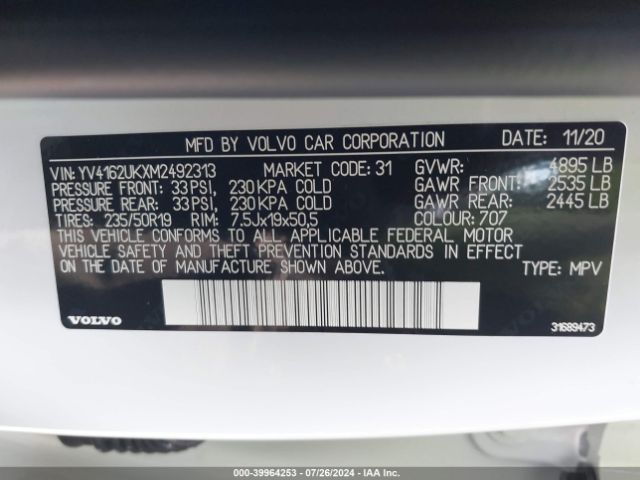 MFD BY VOLVO CAR CORPORATION DATE: 11/20
VIN: YV4162UKXM2492313 MARKET CODE: 31 GVWR: 4895 LB
PRESSURE FRONT: 33 PSI, 230 KPA COLD GAWR FRONT: 2535 LB
PRESSURE REAR: 33 PSI, 230 KPA COLD GAWR REAR: 2445 LB
TIRES: 235/50R19 RIM: 7,5Jx19x50,5 COLOUR: 707
THIS VEHICLE CONFORMS TO ALL APPLICABLE FEDERAL MOTOR
VEHICLE SAFETY AND THEFT PREVENTION STANDARDS IN EFFECT
ON THE DATE OF MANUFACTURE SHOWN ABOVE. TYPE: MPV
VOLVO 31689473
000-39964253 | 07/26/2024 | IAA Inc.